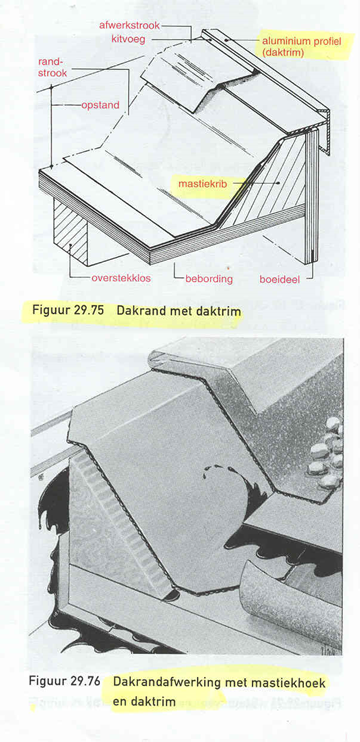 afwerkstrook
kitvoeg
aluminium profiel
(daktrim)
rand-
strook
opstand
mastiekrib
overstekklos
bebording
boeideel
Figuur 29.75 Dakrand met daktrim
Figuur 29.76 Dakrandafwerking met mastiekhoek
en daktrim